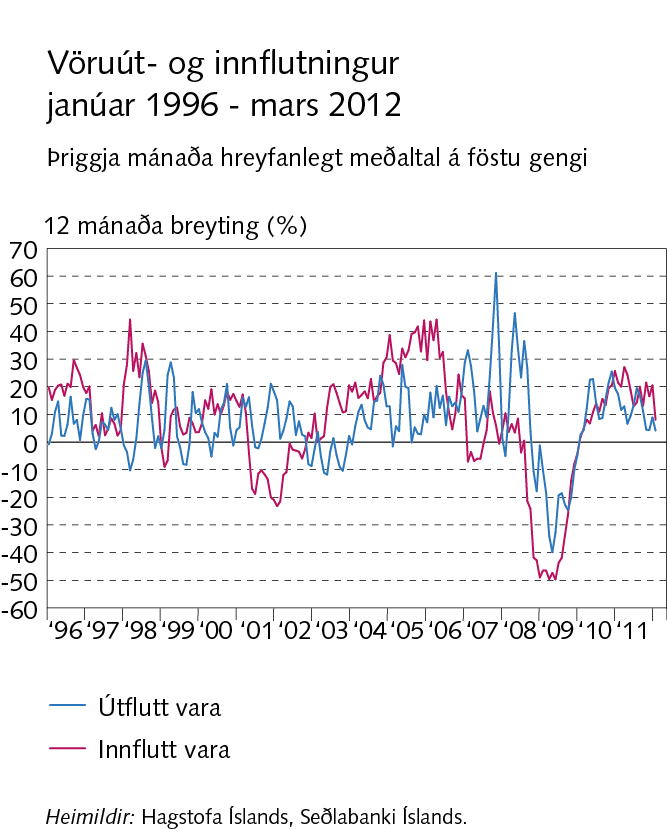 Vöruút- og innflutningur
janúar 1996 - mars 2012
Þriggja mánaða hreyfanlegt meðaltal á föstu gengi
12 mánaða breyting (%)
70
60
50
40
30
20
10
0
-10
-20
-30
-40
-50
-60
‘96 ‘97 ‘98 ‘99 ‘00 ‘01 ‘02 ‘03 ‘04 ‘05 ‘06 ‘07 ‘08 ‘09 ‘10 ‘11
Útflutt vara
Innflutt vara
Heimildir: Hagstofa Íslands, Seðlabanki Íslands.